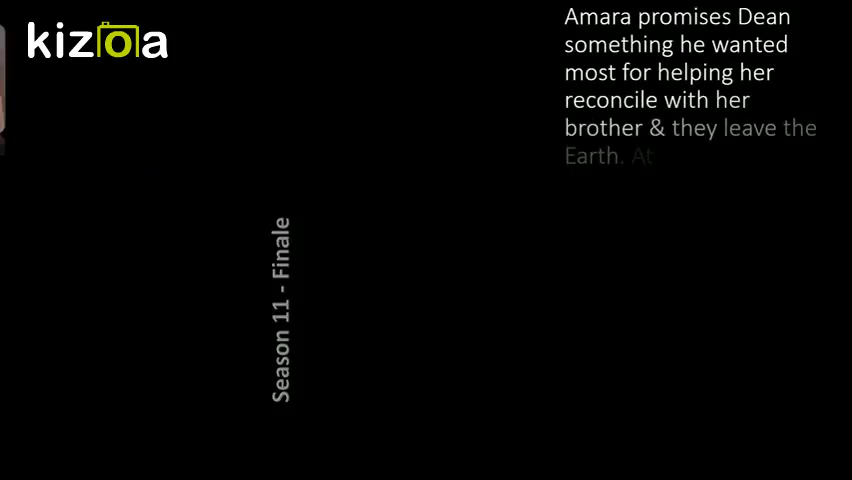 kizoa
Amara promises Dean
something he wanted
most for helping her
reconcile with her
brother & they leave the
Earth. At
Season 11 - Finale